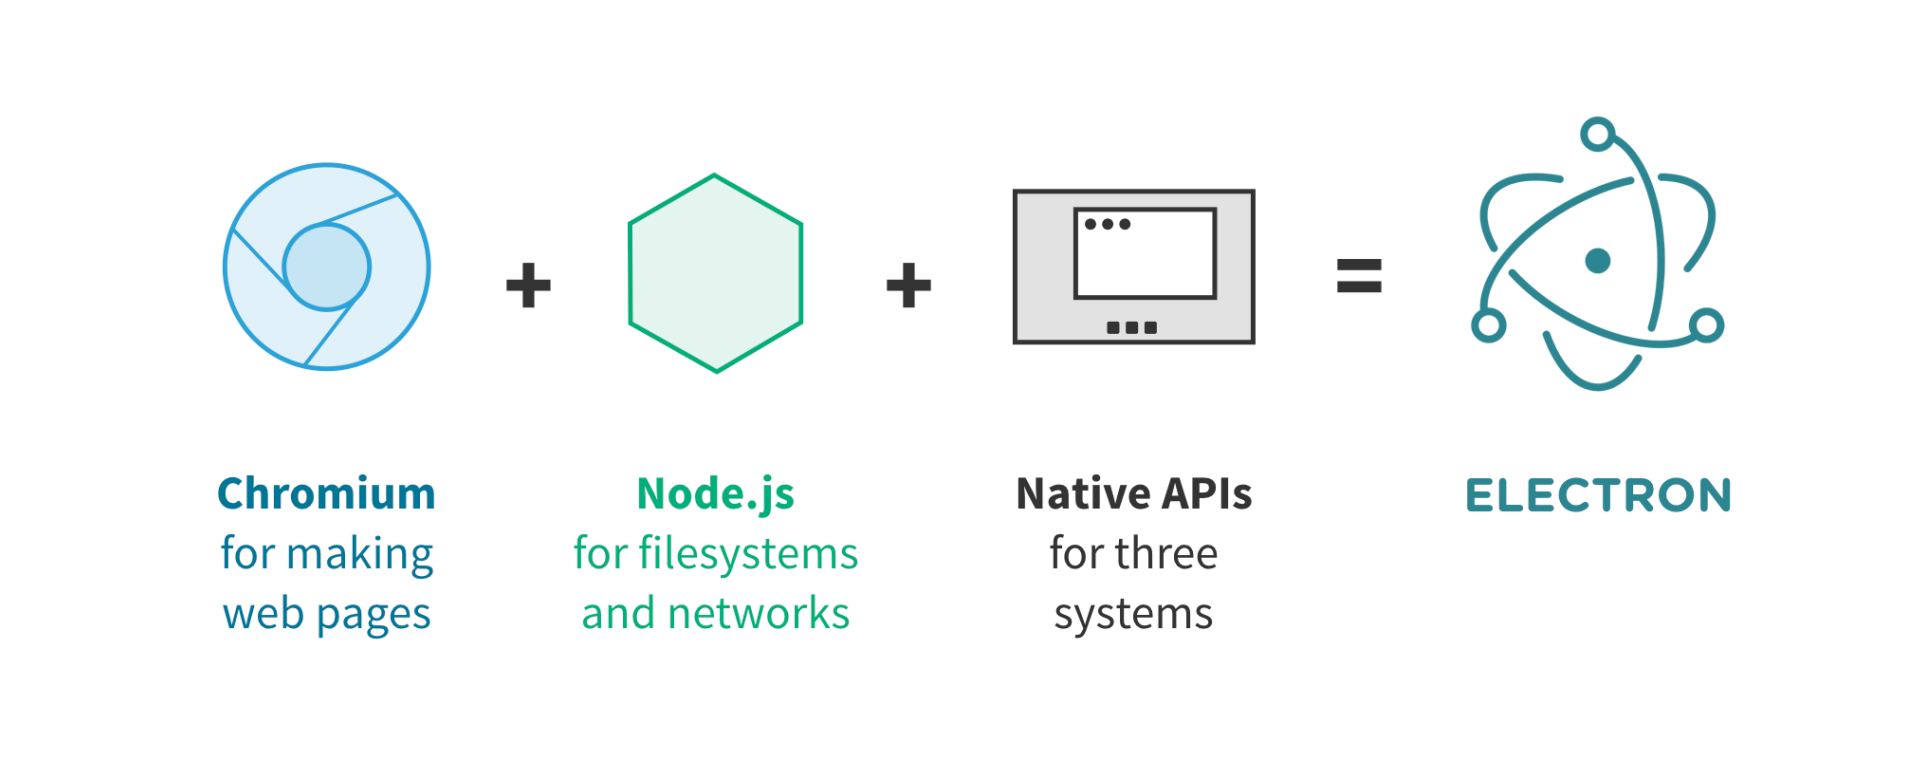 Chromium
for making
web pages
+
Node.js
for filesystems
and networks
+
Native APIs
for three
systems
=
ELECTRON